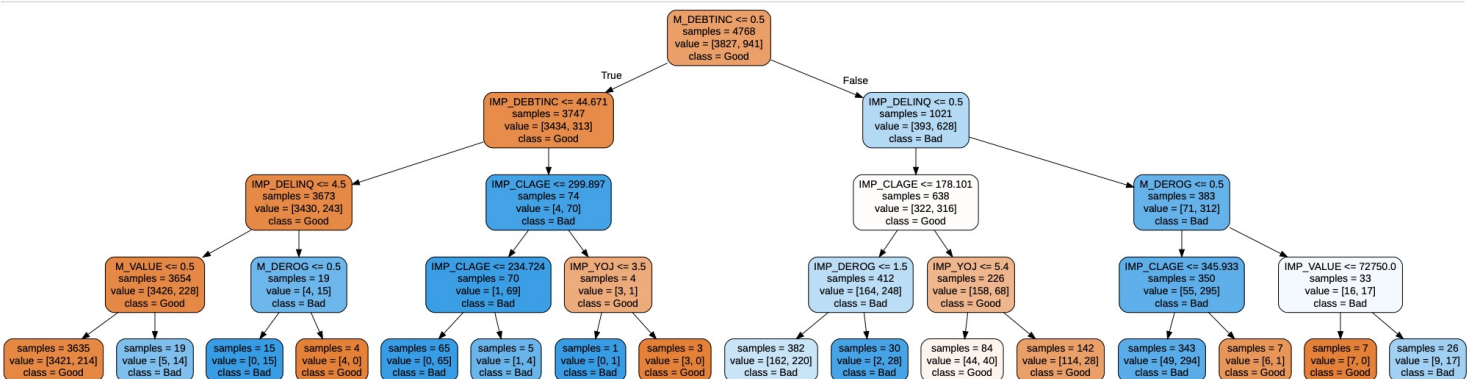 M_DEBTINC <= 0.5
samples = 4768
value = [3827, 941]
class = Good
True
False
IMP_DEBTINC <= 44.671
samples = 3747
value = [3434, 313]
class = Good
IMP_DELINQ <= 0.5
samples = 1021
value = [393, 628]
class = Bad
IMP_DELINQ <= 4.5
samples = 3673
value = [3430, 243]
class = Good
IMP_CLAGE <= 299.897
samples = 74
value = [4, 70]
class = Bad
IMP_CLAGE <= 178.101
samples = 638
value = [322, 316]
class = Good
M_DEROG <= 0.5
samples = 383
value = [71, 312]
class = Bad
M_VALUE <= 0.5
samples = 3654
value = [3426, 228]
class = Good
M_DEROG <= 0.5
samples = 19
value = [4, 15]
class = Bad
IMP_CLAGE <= 234.724
samples = 70
value = [1, 69]
class = Bad
IMP_YOJ <= 3.5
samples = 4
value = [3, 1]
class = Good
IMP_DEROG <= 1.5
samples = 412
value = [164, 248]
class = Bad
IMP_YOJ <= 5.4
samples = 226
value = [158, 68]
class = Good
IMP_CLAGE <= 345.933
samples = 350
value = [55, 295]
class = Bad
IMP_VALUE <= 72750.0
samples = 33
value = [16, 17]
class = Bad
samples = 3635
value = [3421, 214]
class = Good
samples = 19
value = [5, 14]
class = Bad
samples = 15
value = [0, 15]
class = Bad
samples = 4
value = [4, 0]
class = Good
samples = 65
value = [0, 65]
class = Bad
samples = 5
value = [1, 4]
class = Bad
samples = 1
value = [0, 1]
class = Bad
samples = 3
value = [3, 0]
class = Good
samples = 382
value = [162, 220]
class = Bad
samples = 30
value = [2, 28]
class = Bad
samples = 84
value = [44, 40]
class = Good
samples = 142
value = [114, 28]
class = Good
samples = 343
value = [49, 294]
class = Bad
samples = 7
value = [6, 1]
class = Good
samples = 7
value = [7, 0]
class = Good
samples = 26
value = [9, 17]
class = Bad